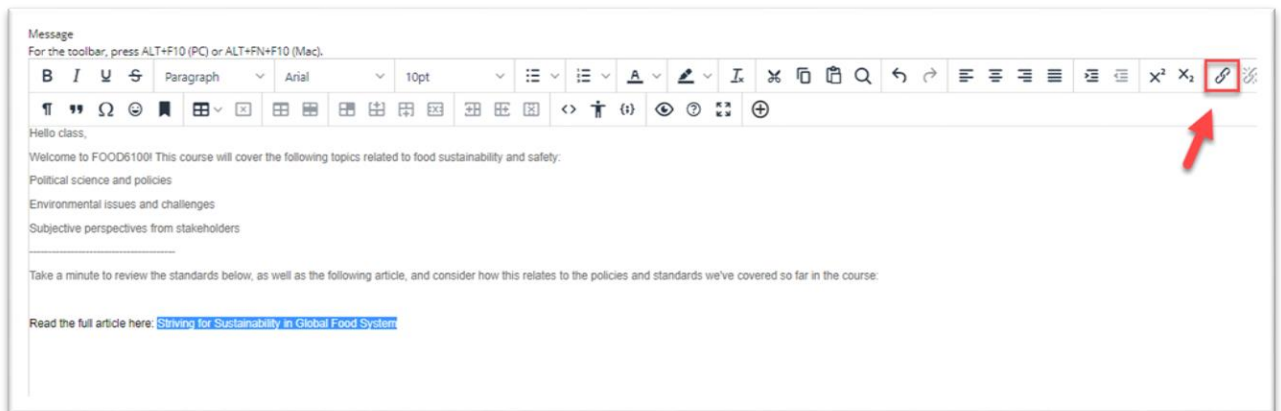 Message
For the toolbar, press ALT+F10 (PC) or ALT+FN+F10 (Mac).
B I U S Paragraph Arial 10pt A Ix X² X₂
¶ " Ω <> {;} ?
Hello class,
Welcome to FOOD6100! This course will cover the following topics related to food sustainability and safety:
Political science and policies
Environmental issues and challenges
Subjective perspectives from stakeholders
----------------------------------------
Take a minute to review the standards below, as well as the following article, and consider how this relates to the policies and standards we've covered so far in the course:
Read the full article here: Striving for Sustainability in Global Food System